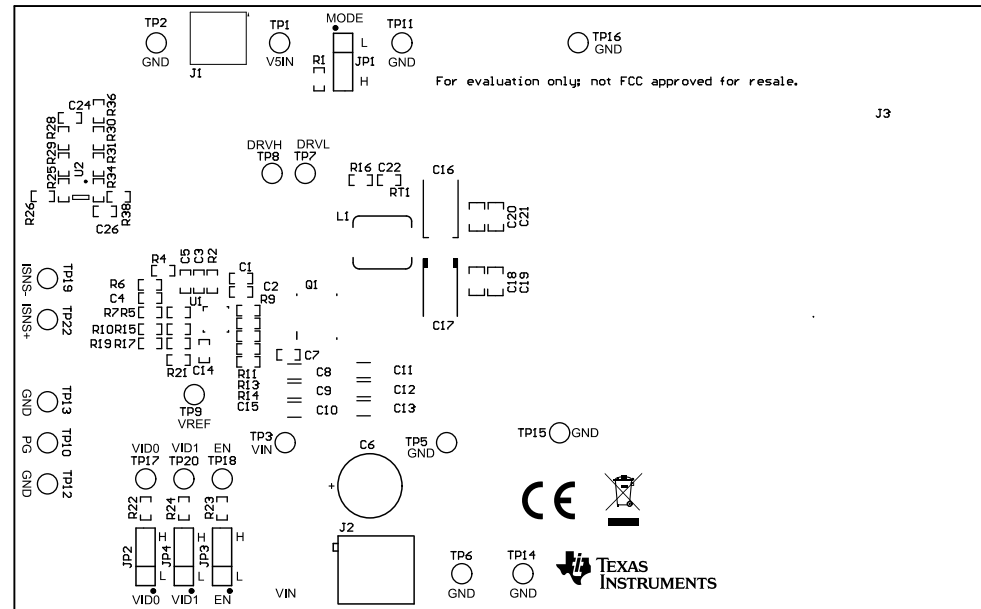 MODE
TP2
TP1
TP11
TP16
GND
GND
V5IN
GND
J1
R1
L
JP1
H
For evaluation only; not FCC approved for resale.
J3
C24
R36
R28
R30
R29
R31
U2
R25
R34
R26
R38
C26
DRVH
DRVL
TP8
TP7
R16
C22
C16
RT1
L1
C20
C21
ISNS-
TP19
R4
C5
C3
R2
C1
R6
C2
Q1
C18
C19
C4
U1
R9
ISNS+
TP22
R7
R5
R10
R15
C17
R19
R17
C7
R21
C14
R11
C8
C11
R13
C9
C12
R14
C15
C10
C13
GND
TP13
TP9
VREF
PG
TP10
TP3
VIN
C6
TP5
GND
TP15
GND
VID0
VID1
EN
TP17
TP20
TP18
GND
TP12
+
CE
R22
R24
R23
J2
JP2
H
L
JP4
H
L
JP3
H
L
TP6
TP14
TEXAS
INSTRUMENTS
VID0
VID1
EN
VIN
GND
GND